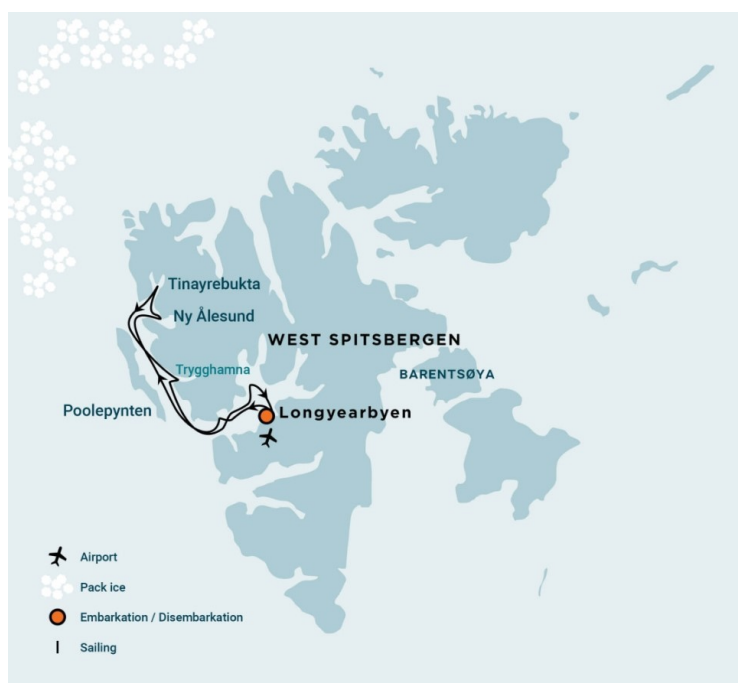 Tinayrebukta
Ny Ålesund
WEST SPITSBERGEN
Trygghamna
BARENTSØYA
Poolepynten
Longyearbyen
Airport
Pack ice
Embarkation / Disembarkation
Sailing